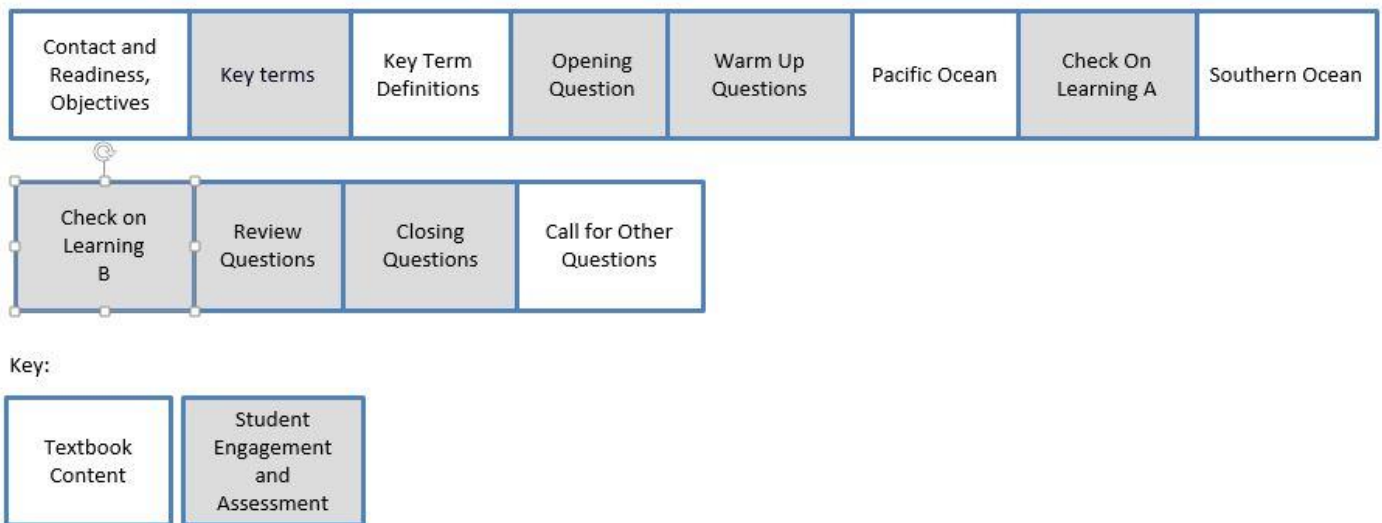 Contact and
Readiness,
Objectives
Key terms
Key Term
Definitions
Opening
Question
Warm Up
Questions
Pacific Ocean
Check On
Learning A
Southern Ocean
Check on
Learning
B
Review
Questions
Closing
Questions
Call for Other
Questions
Key:
Textbook
Content
Student
Engagement
and
Assessment